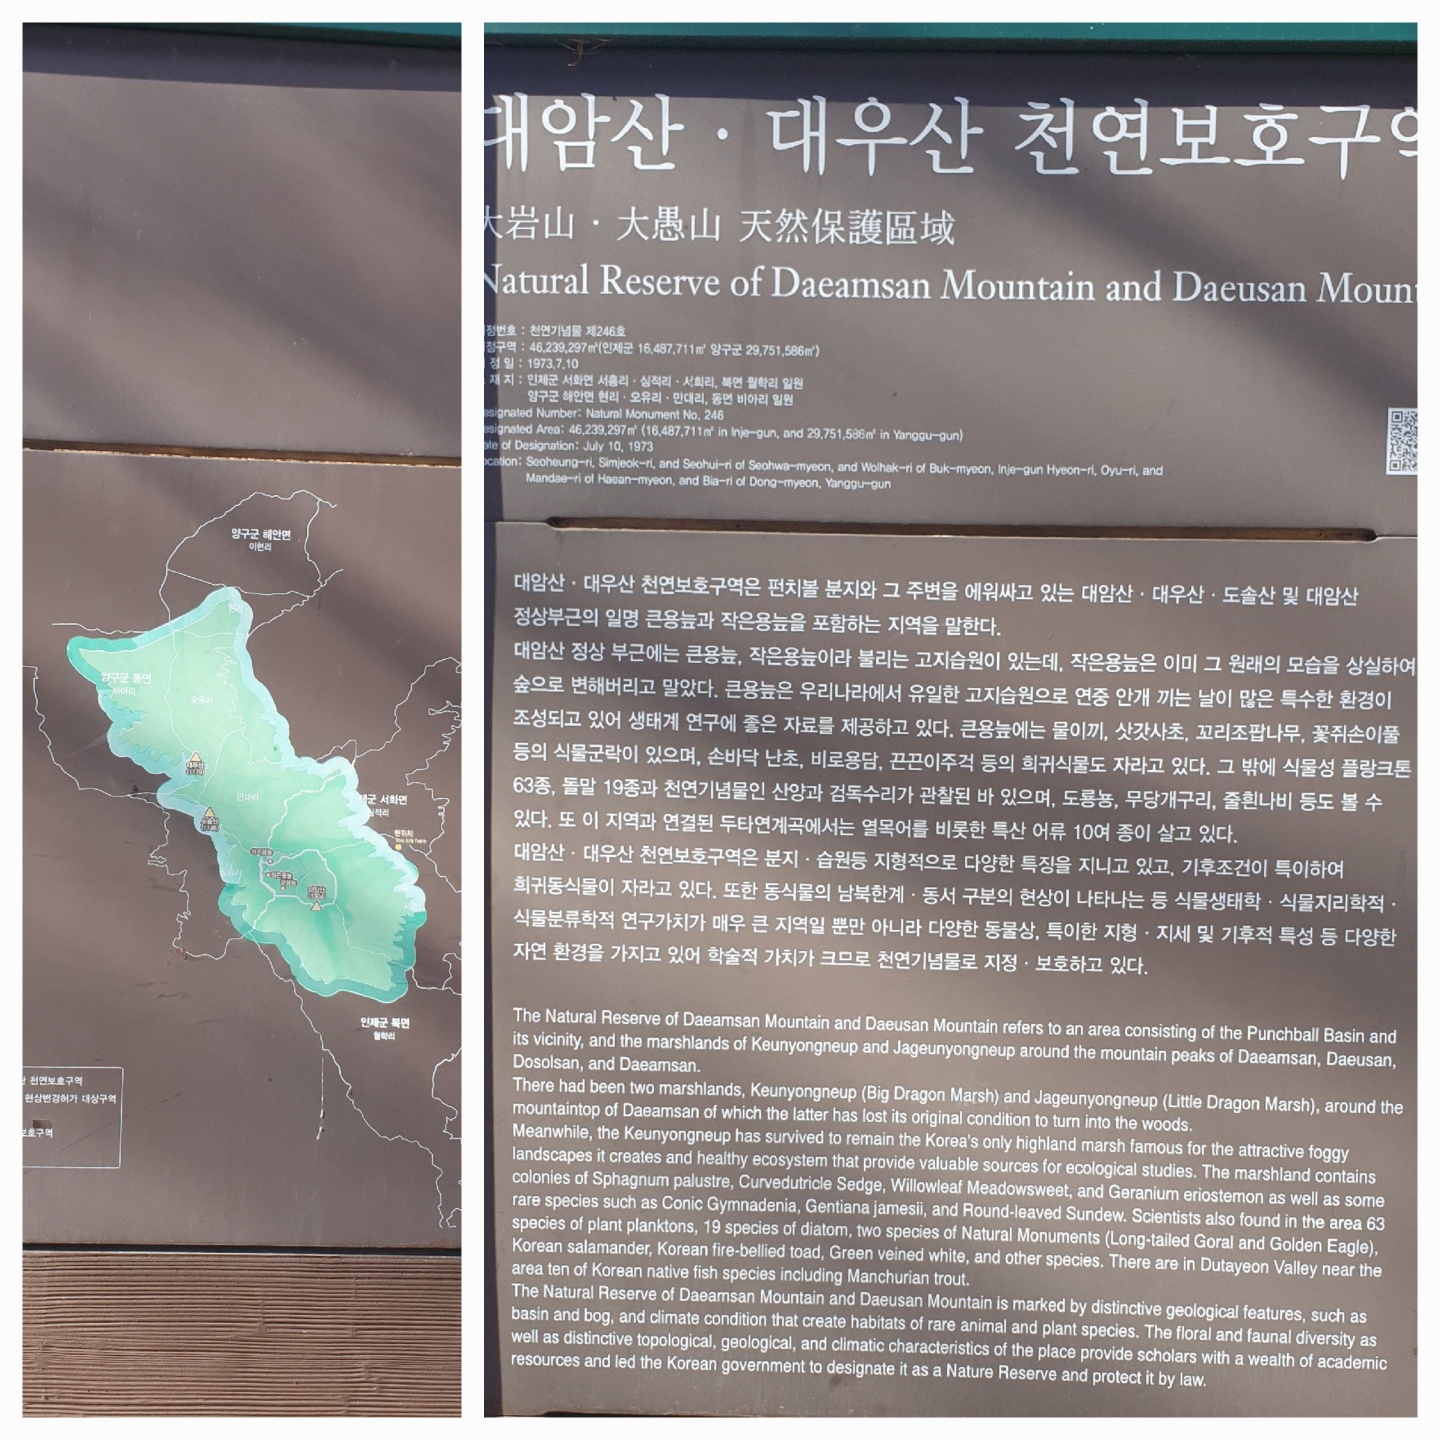 양구군 해안면
이현리
양구군 동면
비아리
오유리
대우산
만대리
서화면
심적리
현위치
You are here
인제군 북면
월학리
천연보호구역
현상변경허가 대상구역
보호구역
대암산 · 대우산 천연보호구역
大岩山 · 大愚山 天然保護區域
Natural Reserve of Daeamsan Mountain and Daeusan Mount
정번호 : 천연기념물 제246호
정구역 : 46,239,297㎡(인제군 16,487,711㎡ 양구군 29,751,586㎡)
정 일 : 1973.7.10
재 지 : 인제군 서화면 서흥리 · 심적리 · 서희리, 북면 월학리 일원
양구군 해안면 현리 · 오유리 · 만대리, 동면 비아리 일원
esignated Number: Natural Monument No. 246
esignated Area: 46,239,297㎡ (16,487,711㎡ in Inje-gun, and 29,751,586㎡ in Yanggu-gun)
ate of Designation: July 10, 1973
ocation: Seoheung-ri, Simjeok-ri, and Seohui-ri of Seohwa-myeon, and Wolhak-ri of Buk-myeon, Inje-gun Hyeon-ri, Oyu-ri, and
Mandae-ri of Haean-myeon, and Bia-ri of Dong-myeon, Yanggu-gun
대암산 · 대우산 천연보호구역은 펀치볼 분지와 그 주변을 에워싸고 있는 대암산 · 대우산 · 도솔산 및 대암산
정상부근의 일명 큰용늪과 작은용늪을 포함하는 지역을 말한다.
대암산 정상 부근에는 큰용늪, 작은용늪이라 불리는 고지습원이 있는데, 작은용늪은 이미 그 원래의 모습을 상실하여
숲으로 변해버리고 말았다. 큰용늪은 우리나라에서 유일한 고지습원으로 연중 안개 끼는 날이 많은 특수한 환경이
조성되고 있어 생태계 연구에 좋은 자료를 제공하고 있다. 큰용늪에는 물이끼, 삿갓사초, 꼬리조팝나무, 꽃쥐손이풀
등의 식물군락이 있으며, 손바닥 난초, 비로용담, 끈끈이주걱 등의 희귀식물도 자라고 있다. 그 밖에 식물성 플랑크톤
63종, 돌말 19종과 천연기념물인 산양과 검독수리가 관찰된 바 있으며, 도룡뇽, 무당개구리, 줄흰나비 등도 볼 수
있다. 또 이 지역과 연결된 두타연계곡에서는 열목어를 비롯한 특산 어류 10여 종이 살고 있다.
대암산 · 대우산 천연보호구역은 분지 · 습원등 지형적으로 다양한 특징을 지니고 있고, 기후조건이 특이하여
희귀동식물이 자라고 있다. 또한 동식물의 남북한계 · 동서 구분의 현상이 나타나는 등 식물생태학 · 식물지리학적 ·
식물분류학적 연구가치가 매우 큰 지역일 뿐만 아니라 다양한 동물상, 특이한 지형 · 지세 및 기후적 특성 등 다양한
자연 환경을 가지고 있어 학술적 가치가 크므로 천연기념물로 지정 · 보호하고 있다.
The Natural Reserve of Daeamsan Mountain and Daeusan Mountain refers to an area consisting of the Punchball Basin and
its vicinity, and the marshlands of Keunyongneup and Jageunyongneup around the mountain peaks of Daeamsan, Daeusan,
Dosolsan, and Daeamsan.
There had been two marshlands, Keunyongneup (Big Dragon Marsh) and Jageunyongneup (Little Dragon Marsh), around the
mountaintop of Daeamsan of which the latter has lost its original condition to turn into the woods.
Meanwhile, the Keunyongneup has survived to remain the Korea's only highland marsh famous for the attractive foggy
landscapes it creates and healthy ecosystem that provide valuable sources for ecological studies. The marshland contains
colonies of Sphagnum palustre, Curvedutricle Sedge, Willowleaf Meadowsweet, and Geranium eriostemon as well as some
rare species such as Conic Gymnadenia, Gentiana jamesii, and Round-leaved Sundew. Scientists also found in the area 63
species of plant planktons, 19 species of diatom, two species of Natural Monuments (Long-tailed Goral and Golden Eagle),
Korean salamander, Korean fire-bellied toad, Green veined white, and other species. There are in Dutayeon Valley near the
area ten of Korean native fish species including Manchurian trout.
The Natural Reserve of Daeamsan Mountain and Daeusan Mountain is marked by distinctive geological features, such as
basin and bog, and climate condition that create habitats of rare animal and plant species. The floral and faunal diversity as
well as distinctive topological, geological, and climatic characteristics of the place provide scholars with a wealth of academic
resources and led the Korean government to designate it as a Nature Reserve and protect it by law.